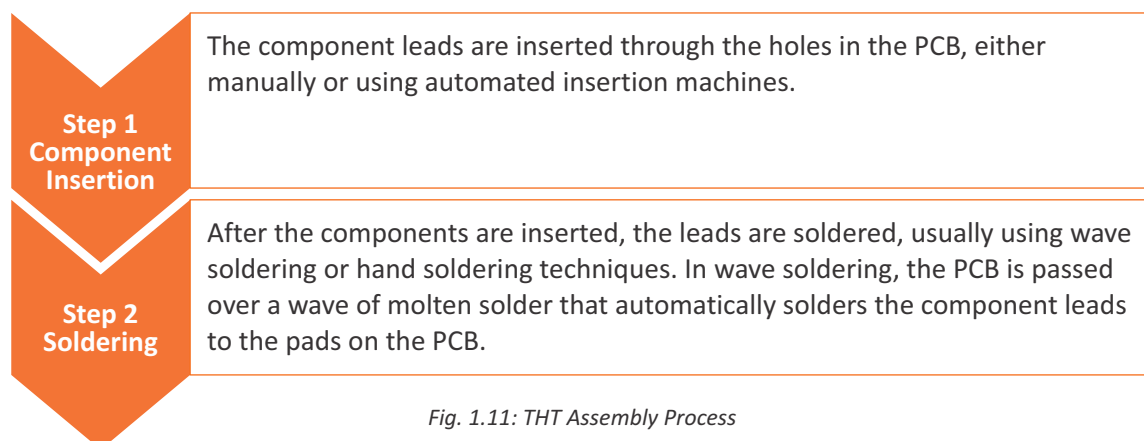 Step 1
Component
Insertion
The component leads are inserted through the holes in the PCB, either
manually or using automated insertion machines.
Step 2
Soldering
After the components are inserted, the leads are soldered, usually using wave
soldering or hand soldering techniques. In wave soldering, the PCB is passed
over a wave of molten solder that automatically solders the component leads
to the pads on the PCB.
Fig. 1.11: THT Assembly Process